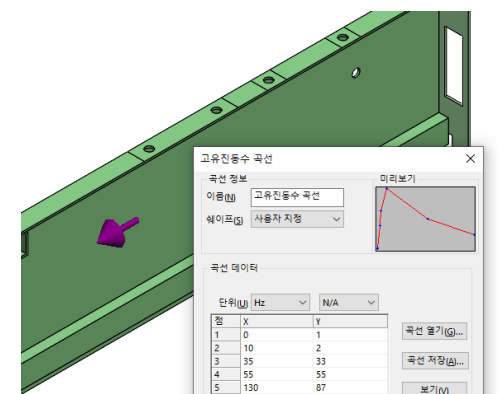 고유진동수 곡선
곡선 정보
미리보기
이름(N) 고유진동수 곡선
쉐이프(S) 사용자 지정
곡선 데이터
단위(U) Hz N/A
점 X Y
1 0 1
2 10 2
3 35 33
4 55 55
5 130 87
곡선 열기(G)...
곡선 저장(A)...
보기(V)